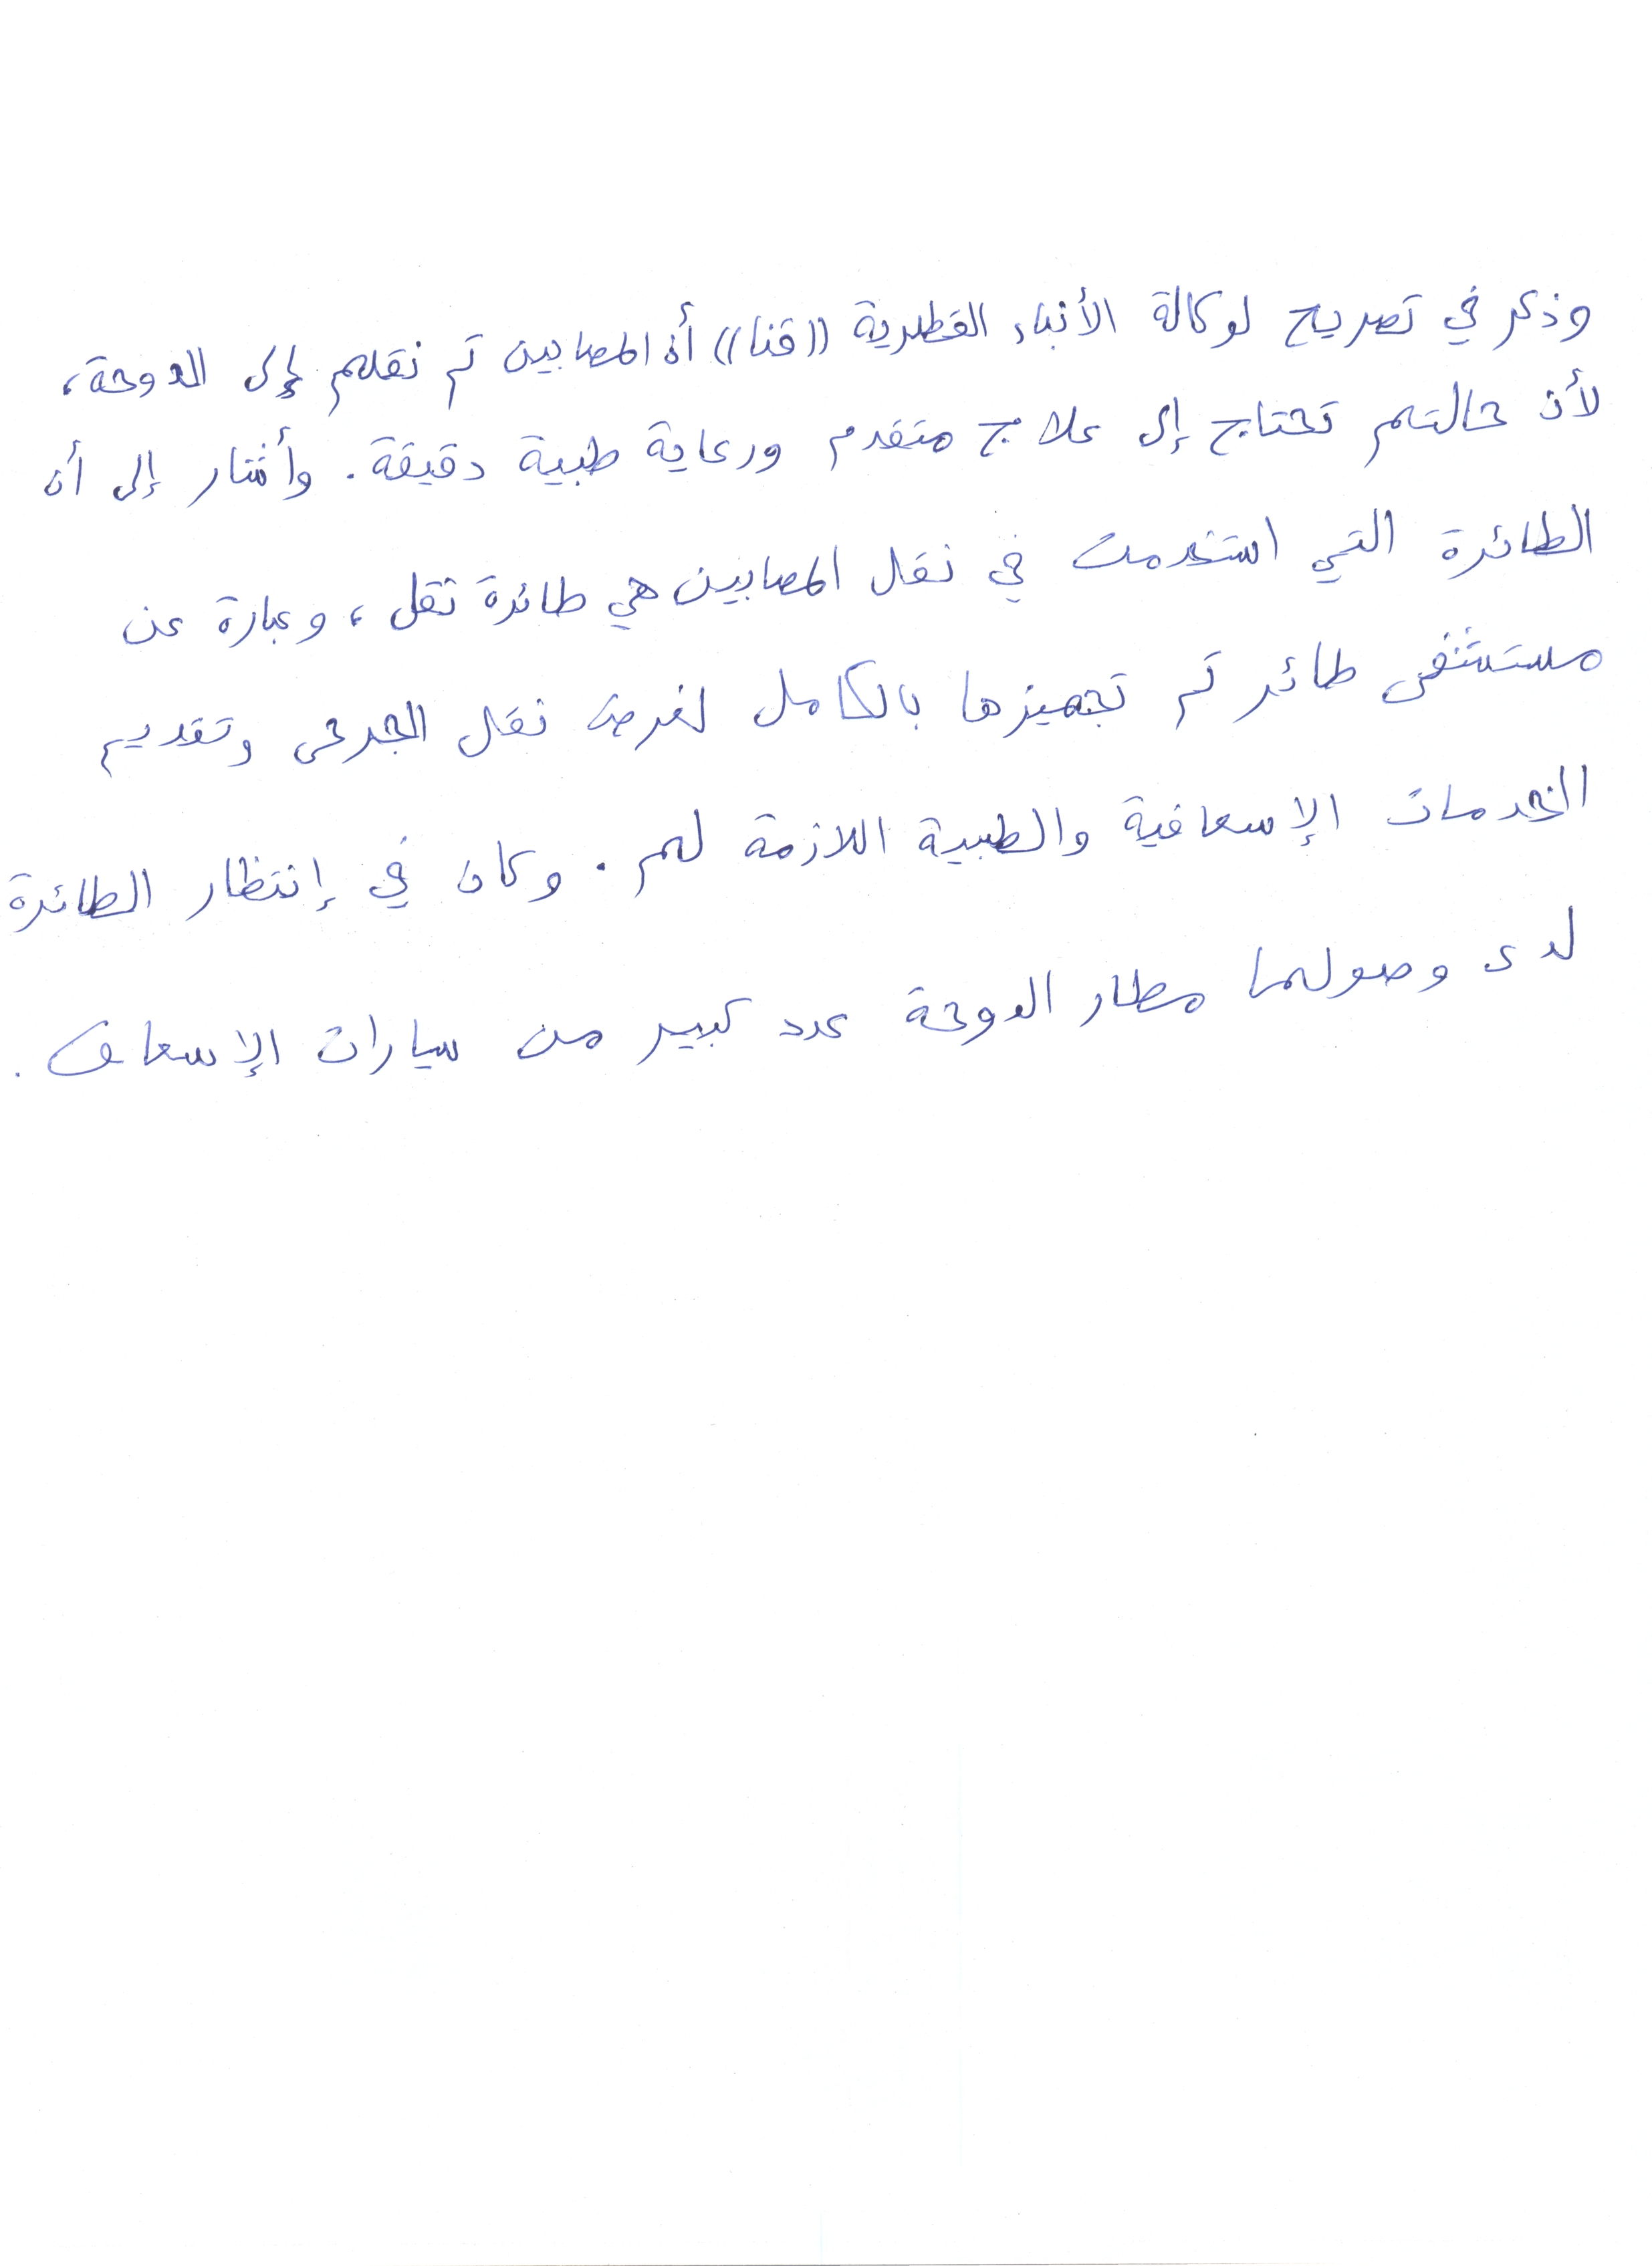 وذكر في تصريح لوكالة الأنباء القطرية ((قنا)) أن المصابين تم نقلهم إلى الدوحة،
لأن حالتهم تحتاج إلى علاج متقدم ورعاية طبية دقيقة. وأشار إلى أن
الطائرة التي استخدمت في نقل المصابين هي طائرة نقل، وعبارة عن
مستشفى طائر تم تجهيزها بالكامل لغرض نقل الجرحى وتقديم
الخدمات الإسعافية والطبية اللازمة لهم. وكان في إنتظار الطائرة
لدى وصولها مطار الدوحة عدد كبير من سيارات الإسعاف.